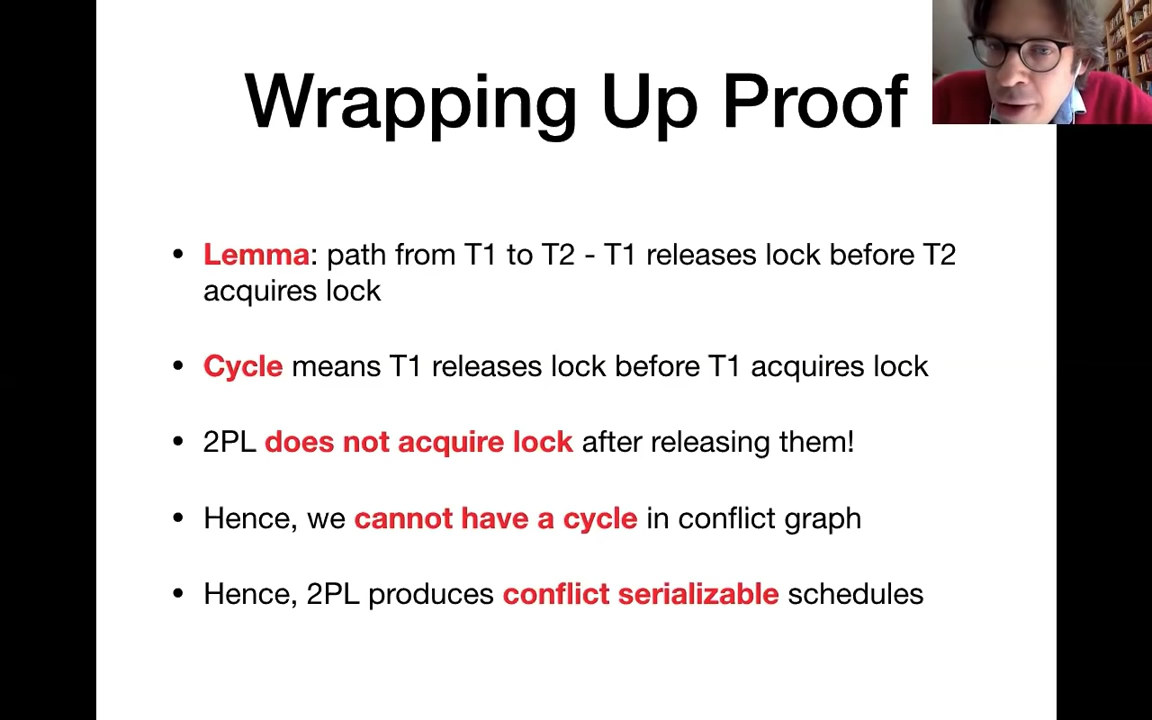 Wrapping Up Proof
• Lemma: path from T1 to T2 - T1 releases lock before T2
acquires lock
• Cycle means T1 releases lock before T1 acquires lock
• 2PL does not acquire lock after releasing them!
• Hence, we cannot have a cycle in conflict graph
• Hence, 2PL produces conflict serializable schedules